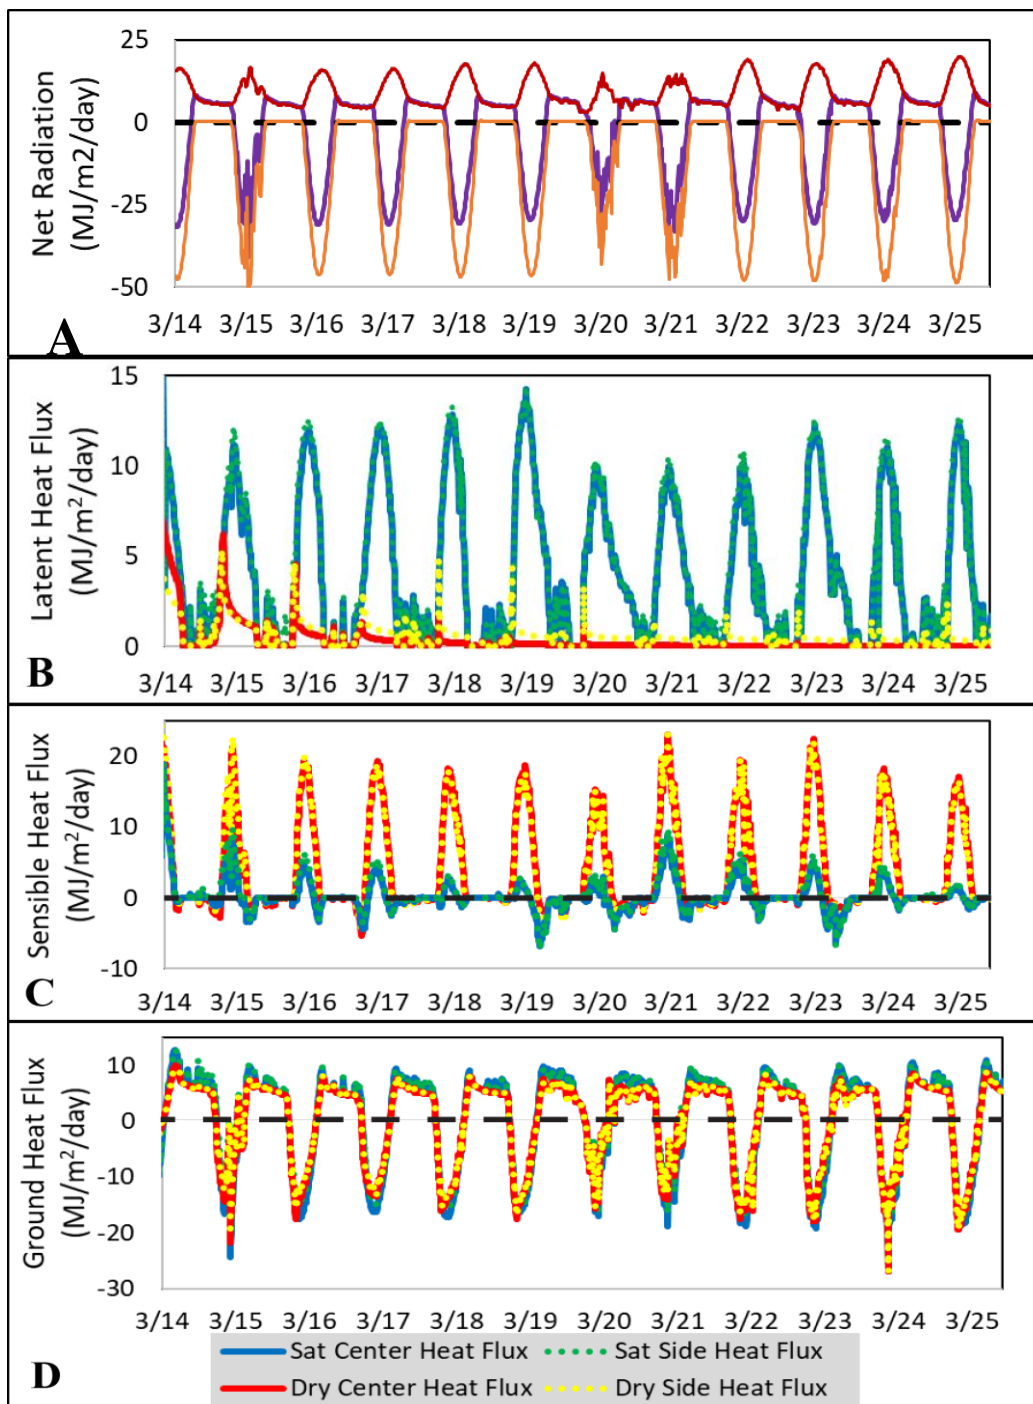 Net Radiation
(MJ/m2/day)
25
0
-25
-50
3/14 3/15 3/16 3/17 3/18 3/19 3/20 3/21 3/22 3/23 3/24 3/25
A
Latent Heat Flux
(MJ/m²/day)
15
10
5
0
3/14 3/15 3/16 3/17 3/18 3/19 3/20 3/21 3/22 3/23 3/24 3/25
B
Sensible Heat Flux
(MJ/m²/day)
20
10
0
-10
3/14 3/15 3/16 3/17 3/18 3/19 3/20 3/21 3/22 3/23 3/24 3/25
C
Ground Heat Flux
(MJ/m²/day)
10
0
-10
-20
-30
3/14 3/15 3/16 3/17 3/18 3/19 3/20 3/21 3/22 3/23 3/24 3/25
Sat Center Heat Flux Sat Side Heat Flux
Dry Center Heat Flux Dry Side Heat Flux
D